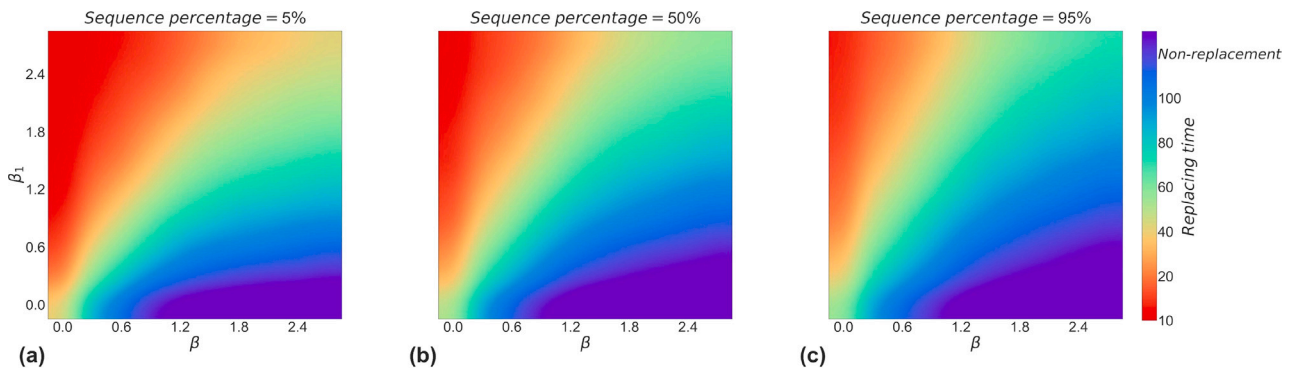 Sequence percentage = 5%
Sequence percentage = 50%
Sequence percentage = 95%
2.4
1.8
1.2
0.6
0.0
β₁
0.0 0.6 1.2 1.8 2.4
β
(a)
0.0 0.6 1.2 1.8 2.4
β
(b)
0.0 0.6 1.2 1.8 2.4
β
(c)
Non-replacement
100
80
60
40
20
10
Replacing time